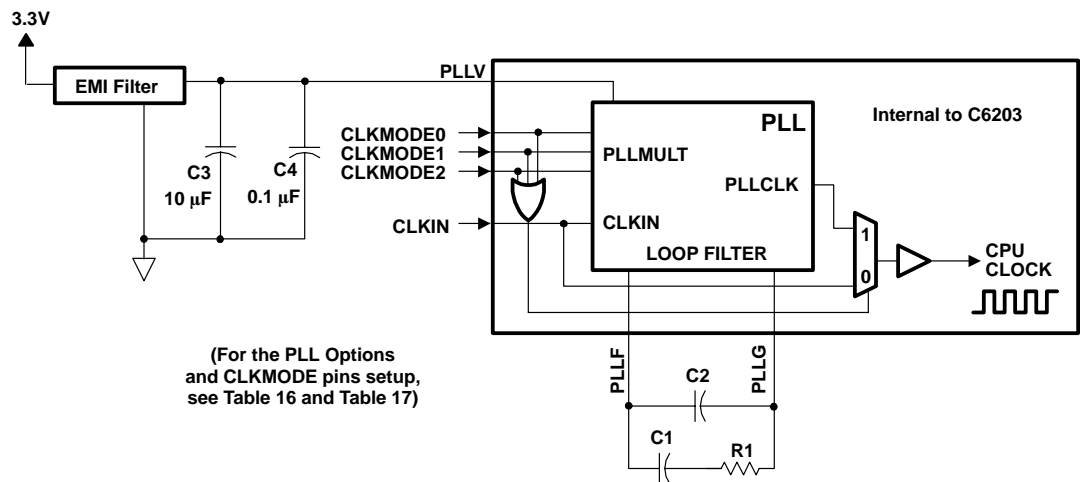 3.3V
EMI Filter
PLLV
C3
10 µF
C4
0.1 µF
CLKMODE0
CLKMODE1
CLKMODE2
CLKIN
PLL
PLLMULT
PLLCLK
CLKIN
LOOP FILTER
Internal to C6203
1
0
CPU
CLOCK
(For the PLL Options
and CLKMODE pins setup,
see Table 16 and Table 17)
PLLF
PLLG
C2
C1
R1